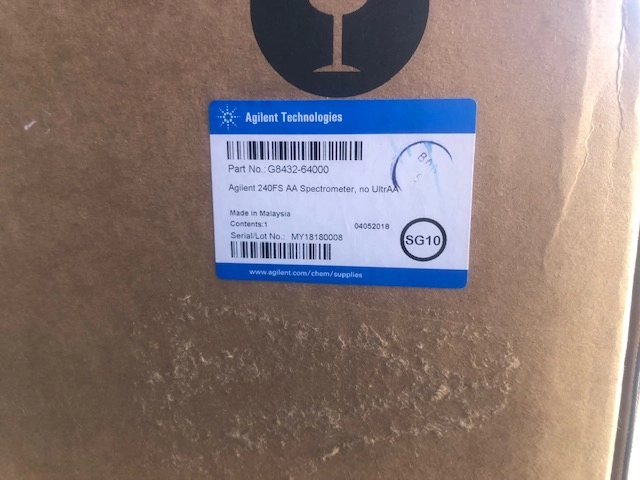 Agilent Technologies
Part No.: G8432-64000
Agilent 240FS AA Spectrometer, no UltrAA
Made in Malaysia
Contents:1
04052018
Serial/Lot No.: MY18180008
SG10
www.agilent.com/chem/supplies